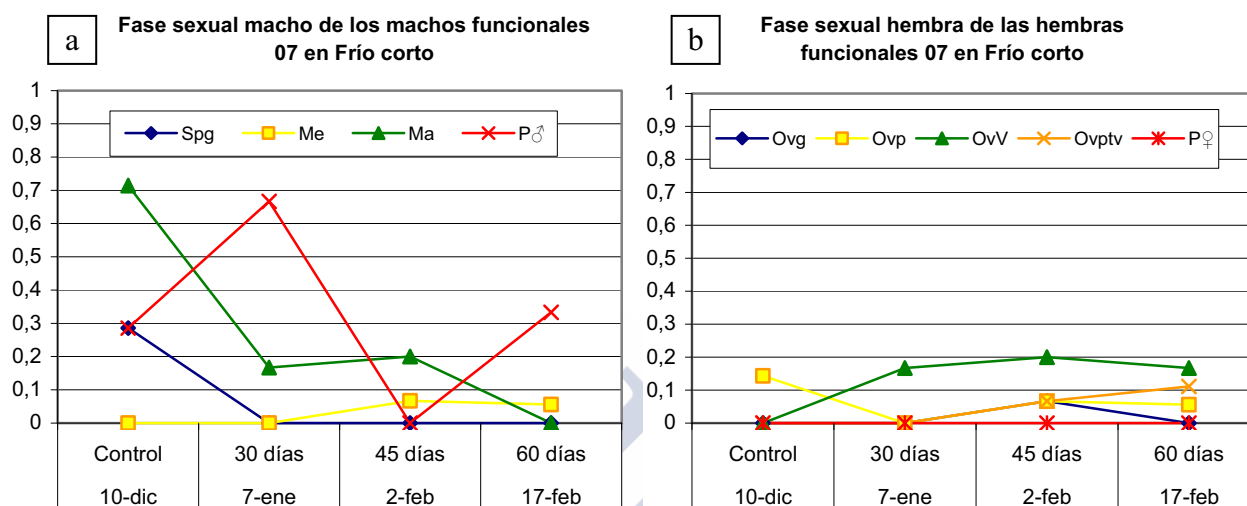 a
Fase sexual macho de los machos funcionales
07 en Frío corto
Spg Me Ma P♂
1
0,9
0,8
0,7
0,6
0,5
0,4
0,3
0,2
0,1
0
Control 30 días 45 días 60 días
10-dic 7-ene 2-feb 17-feb
b
Fase sexual hembra de las hembras
funcionales 07 en Frío corto
Ovg Ovp OvV Ovptv P♀
1
0,9
0,8
0,7
0,6
0,5
0,4
0,3
0,2
0,1
0
Control 30 días 45 días 60 días
10-dic 7-ene 2-feb 17-feb